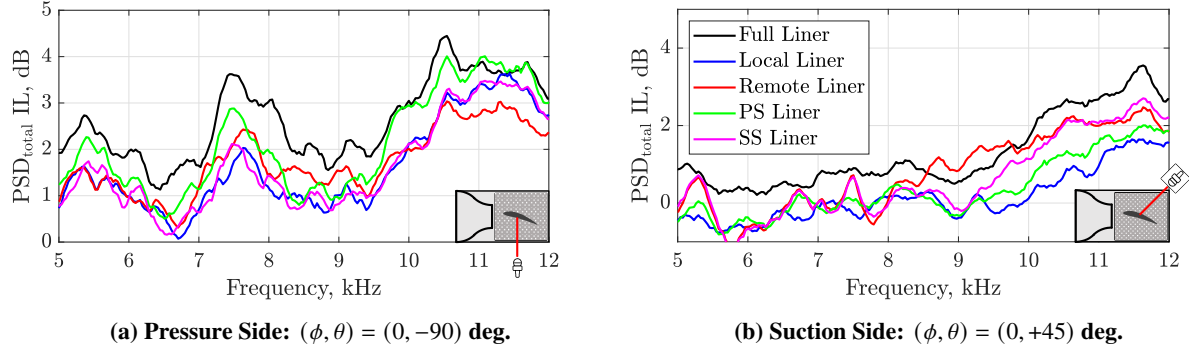 5
4
3
2
1
0
PSDtotal IL, dB
5 6 7 8 9 10 11 12
Frequency, kHz
(a) Pressure Side: (ϕ, θ) = (0, −90) deg.
4
2
0
PSDtotal IL, dB
Full Liner
Local Liner
Remote Liner
PS Liner
SS Liner
5 6 7 8 9 10 11 12
Frequency, kHz
(b) Suction Side: (ϕ, θ) = (0, +45) deg.